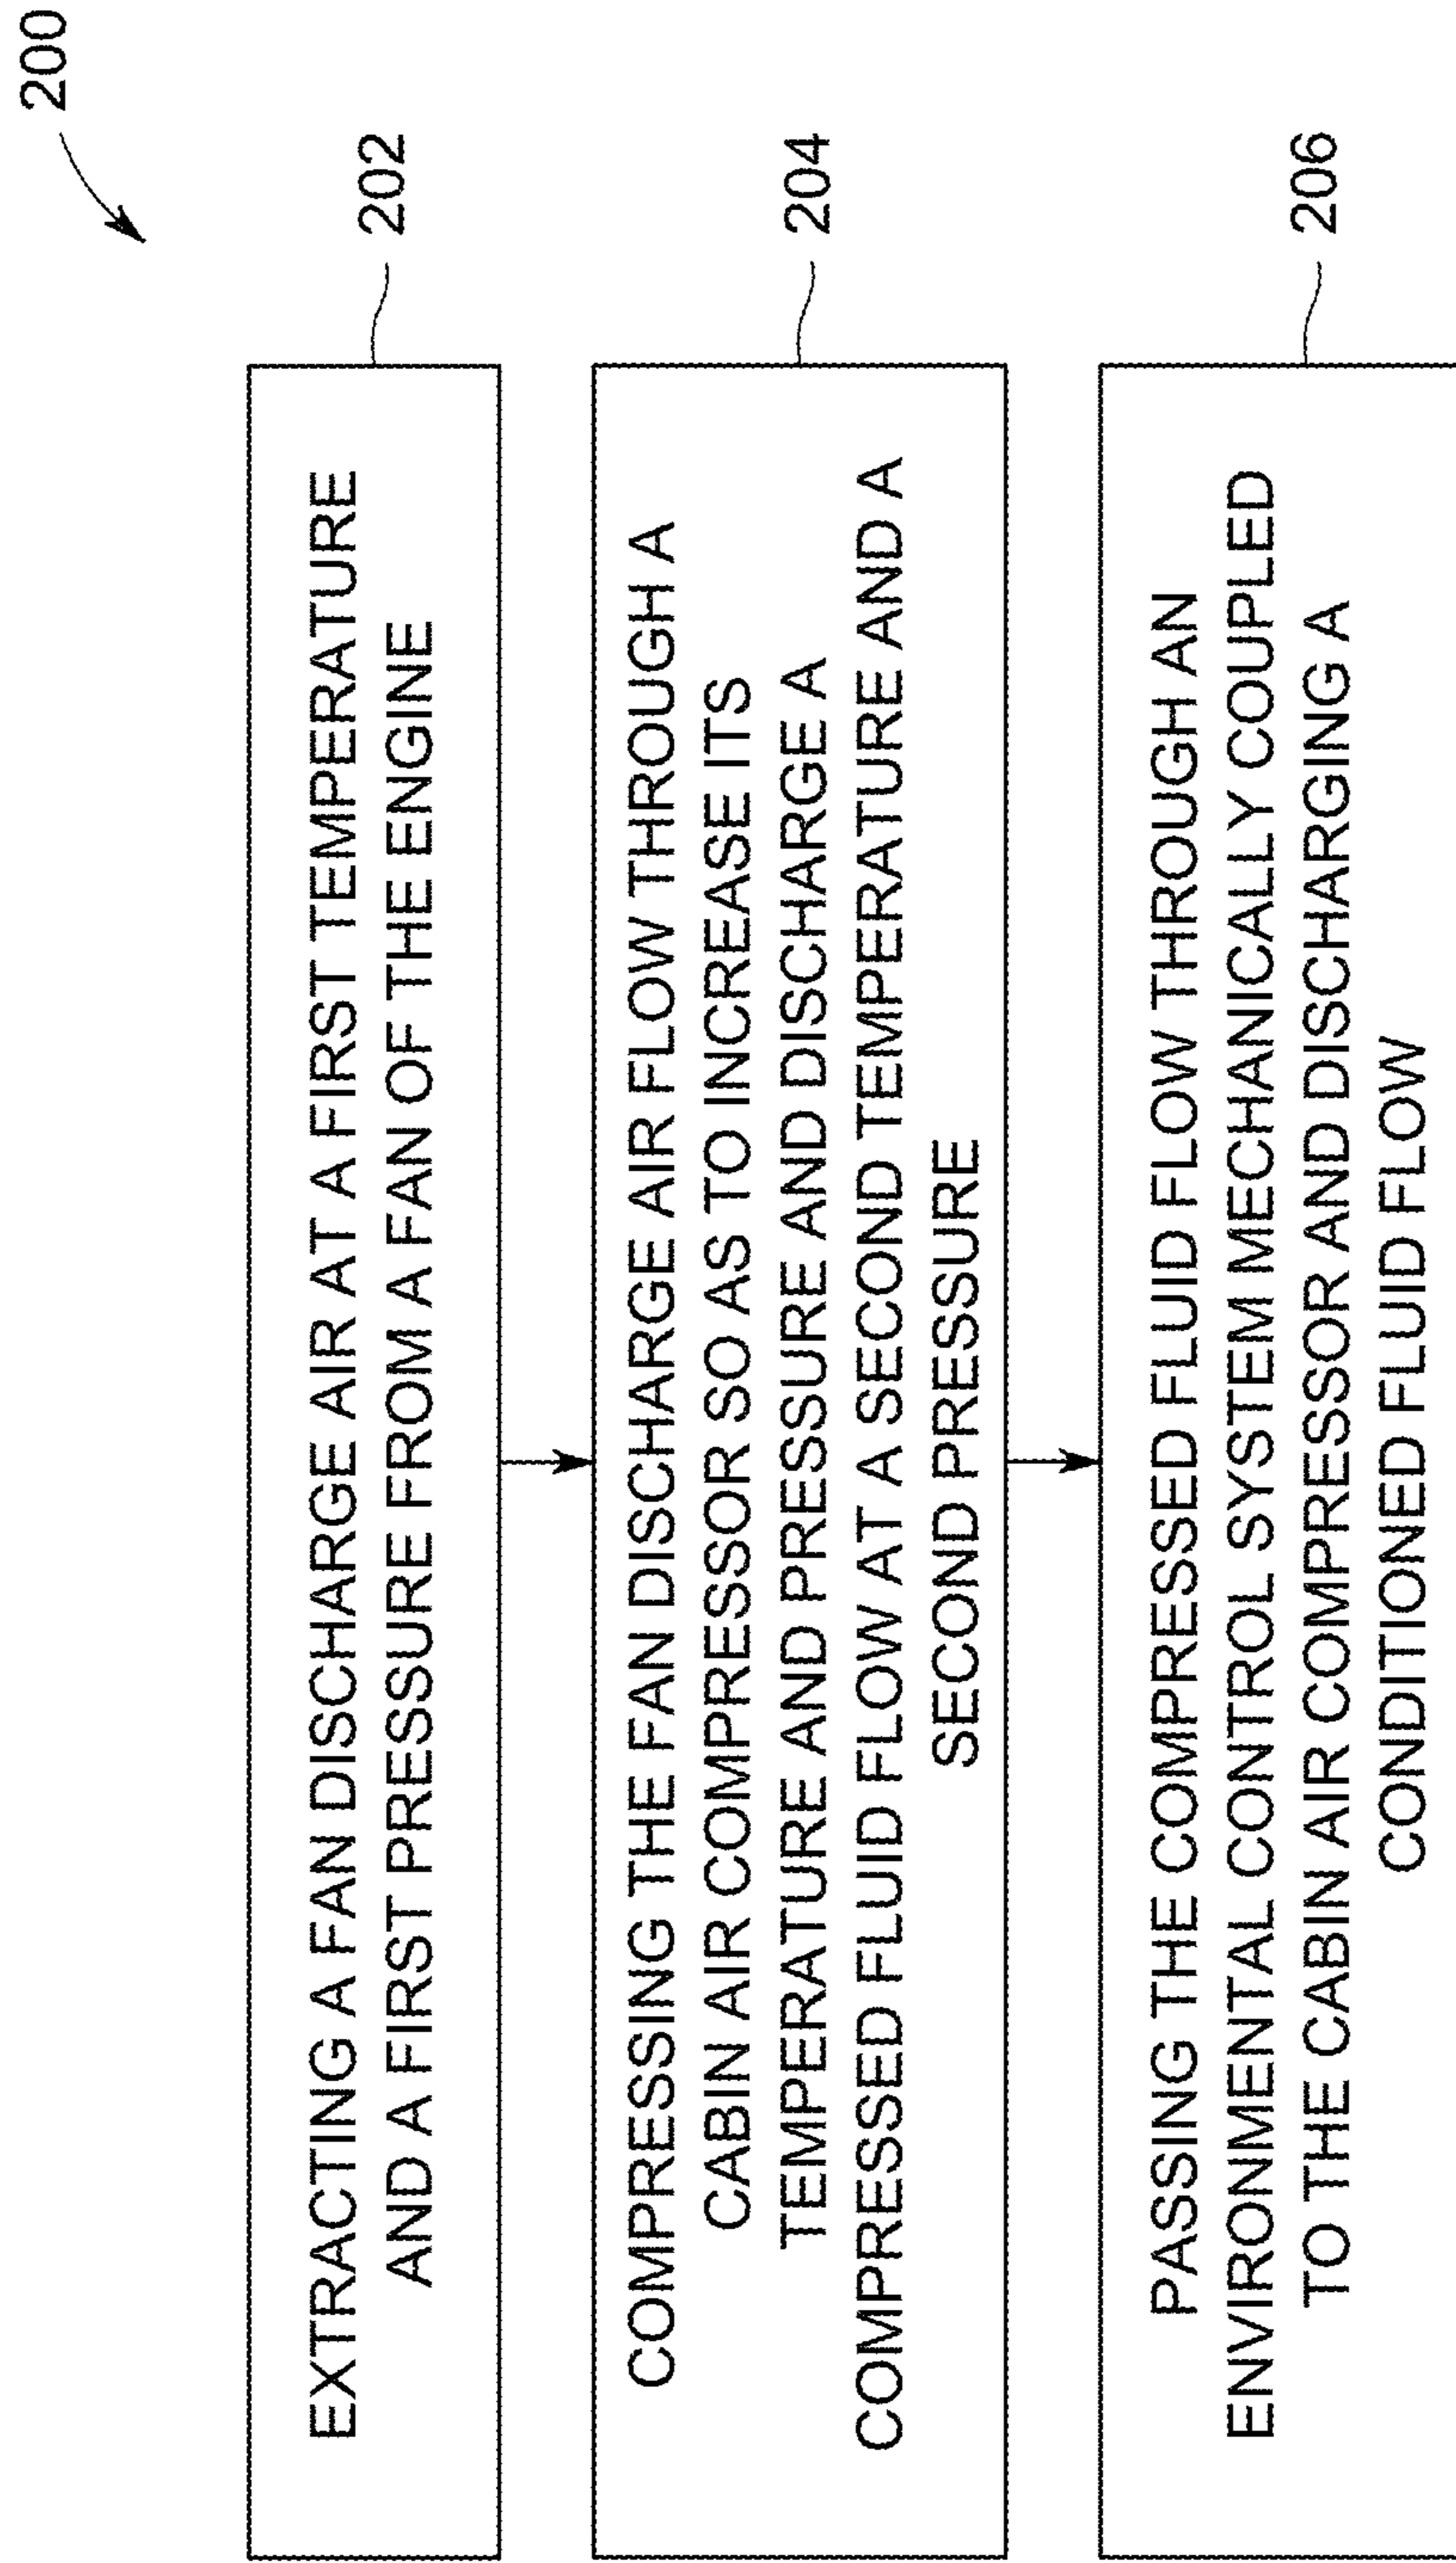 200
EXTRACTING A FAN DISCHARGE AIR AT A FIRST TEMPERATURE
AND A FIRST PRESSURE FROM A FAN OF THE ENGINE
202
COMPRESSING THE FAN DISCHARGE AIR FLOW THROUGH A
CABIN AIR COMPRESSOR SO AS TO INCREASE ITS
TEMPERATURE AND PRESSURE AND DISCHARGE A
COMPRESSED FLUID FLOW AT A SECOND TEMPERATURE AND A
SECOND PRESSURE
204
PASSING THE COMPRESSED FLUID FLOW THROUGH AN
ENVIRONMENTAL CONTROL SYSTEM MECHANICALLY COUPLED
TO THE CABIN AIR COMPRESSOR AND DISCHARGING A
CONDITIONED FLUID FLOW
206